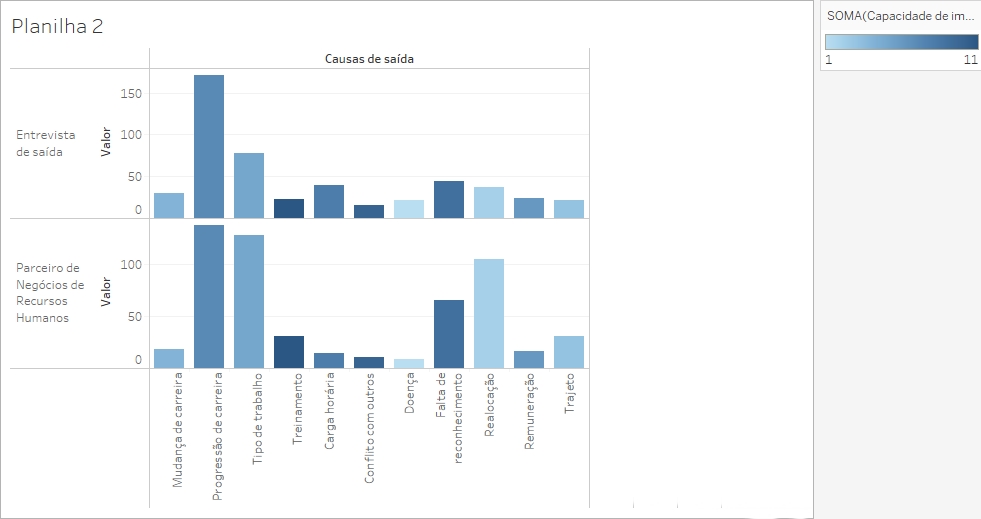 Planilha 2
SOMA(Capacidade de im...
1 11
Causas de saída
Entrevista
de saída
Valor
150
100
50
0
Parceiro de
Negócios de
Recursos
Humanos
Valor
100
50
0
Mudança de carreira
Progressão de carreira
Tipo de trabalho
Treinamento
Carga horária
Conflito com outros
Doença
Falta de
reconhecimento
Realocação
Remuneração
Trajeto